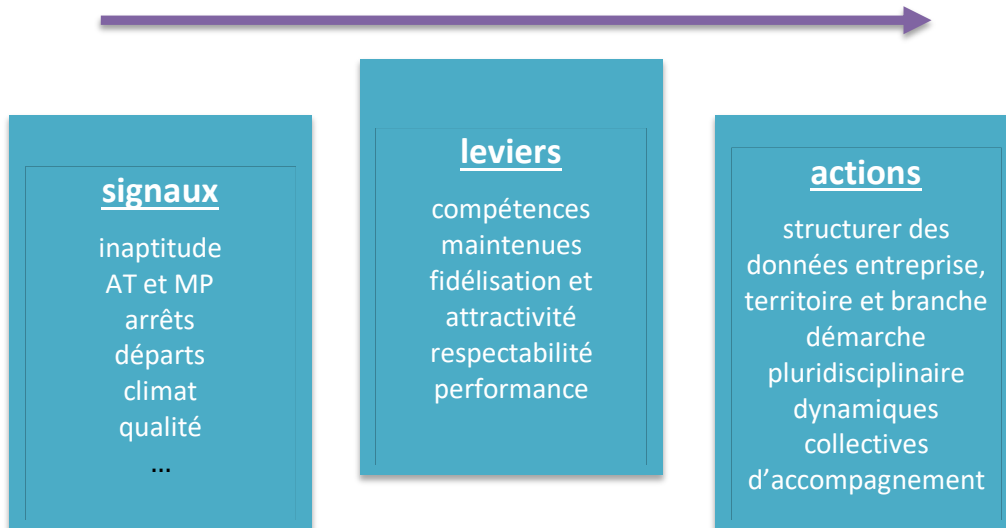 signaux
inaptitude
AT et MP
arrêts
départs
climat
qualité
...
leviers
compétences
maintenues
fidélisation et
attractivité
respectabilité
performance
actions
structurer des
données entreprise,
territoire et branche
démarche
pluridisciplinaire
dynamiques
collectives
d’accompagnement